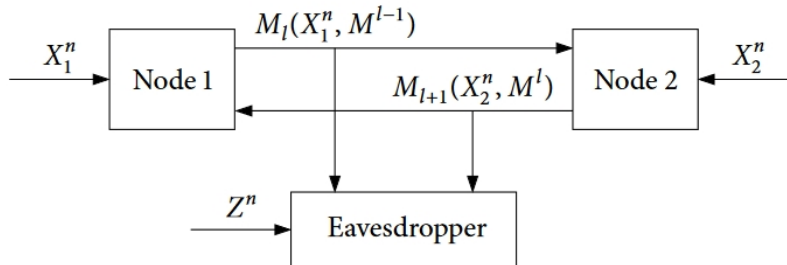 M_l(X_1^n, M^{l−1})
X_1^n
Node 1
Node 2
X_2^n
M_{l+1}(X_2^n, M^l)
Z^n
Eavesdropper